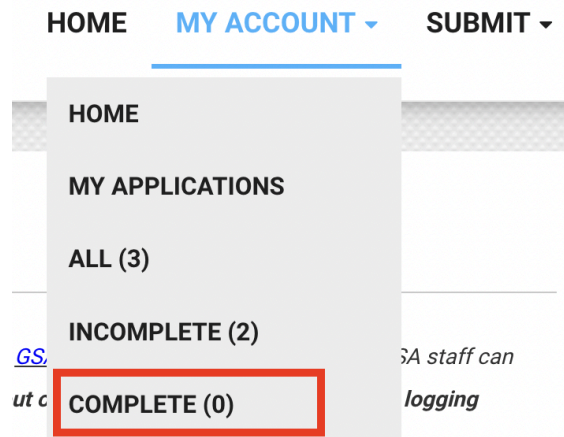 HOME MY ACCOUNT SUBMIT
HOME
MY APPLICATIONS
ALL (3)
INCOMPLETE (2)
SA staff can
COMPLETE (0) logging